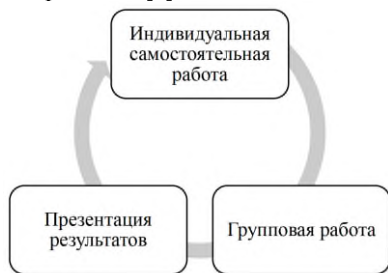 Индивидуальная
самостоятельная
работа
Презентация
результатов
Групповая работа